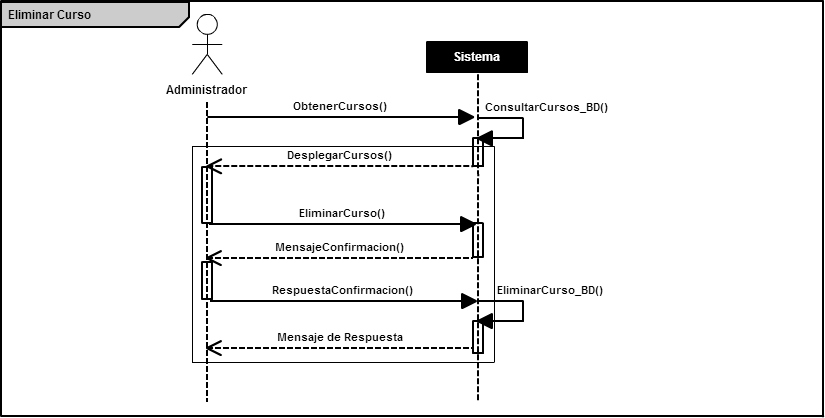 Eliminar Curso
Sistema
Administrador
ObtenerCursos()
ConsultarCursos_BD()
DesplegarCursos()
EliminarCurso()
MensajeConfirmacion()
RespuestaConfirmacion()
EliminarCurso_BD()
Mensaje de Respuesta